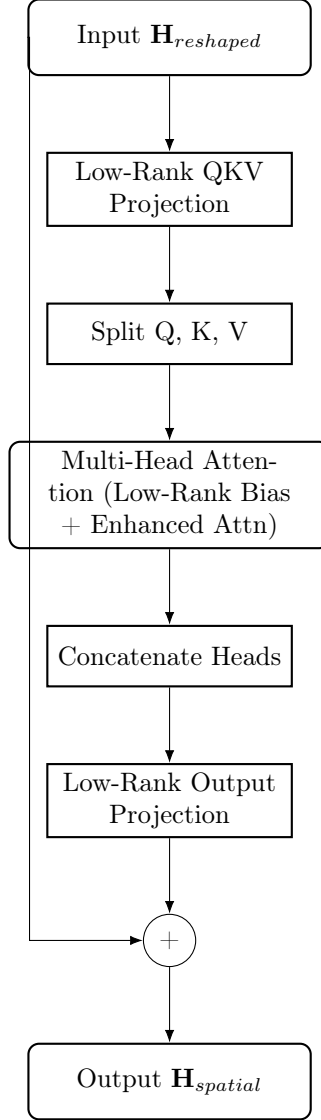 Input H_reshaped
Low-Rank QKV
Projection
Split Q, K, V
Multi-Head Atten-
tion (Low-Rank Bias
+ Enhanced Attn)
Concatenate Heads
Low-Rank Output
Projection
+
Output H_spatial